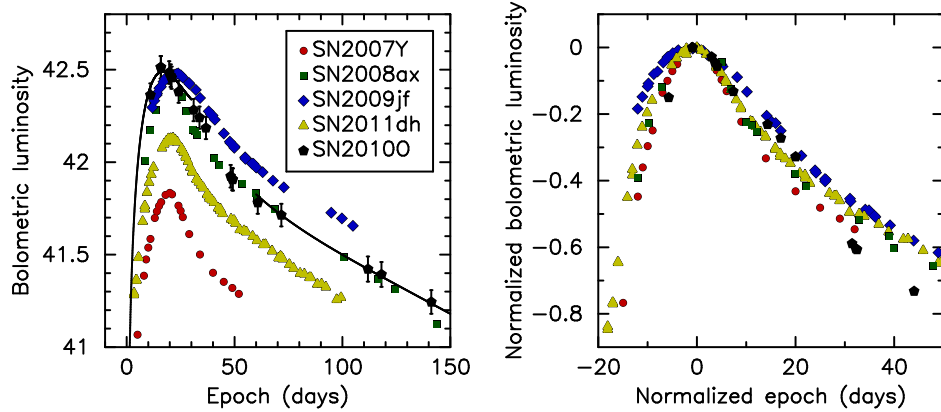 Bolometric luminosity
42.5
42
41.5
41
0
50
100
150
Epoch (days)
SN2007Y
SN2008ax
SN2009jf
SN2011dh
SN2010O
Normalized bolometric luminosity
0
−0.2
−0.4
−0.6
−0.8
−20
0
20
40
Normalized epoch (days)